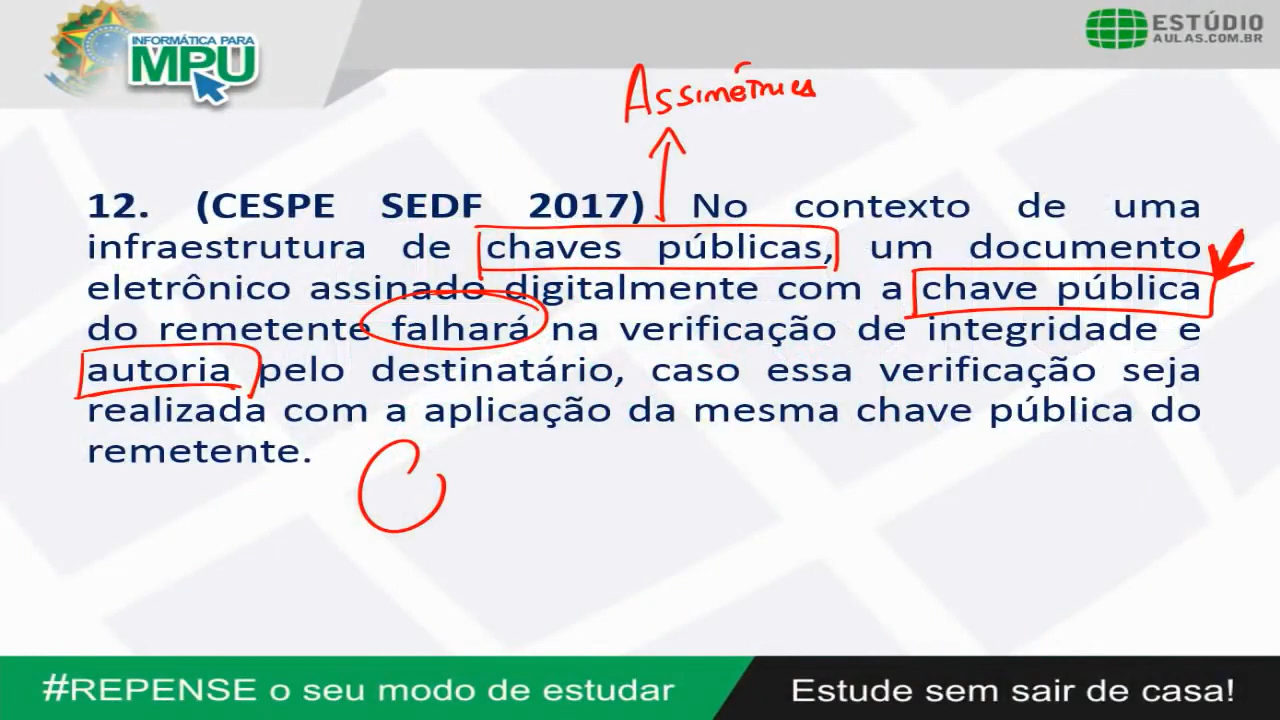 INFORMÁTICA PARA
MPU
ESTÚDIO
AULAS.COM.BR
Assimétrica
12. (CESPE SEDF 2017) No contexto de uma
infraestrutura de chaves públicas, um documento
eletrônico assinado digitalmente com a chave pública
do remetente falhará na verificação de integridade e
autoria pelo destinatário, caso essa verificação seja
realizada com a aplicação da mesma chave pública do
remetente.
C
#REPENSE o seu modo de estudar
Estude sem sair de casa!